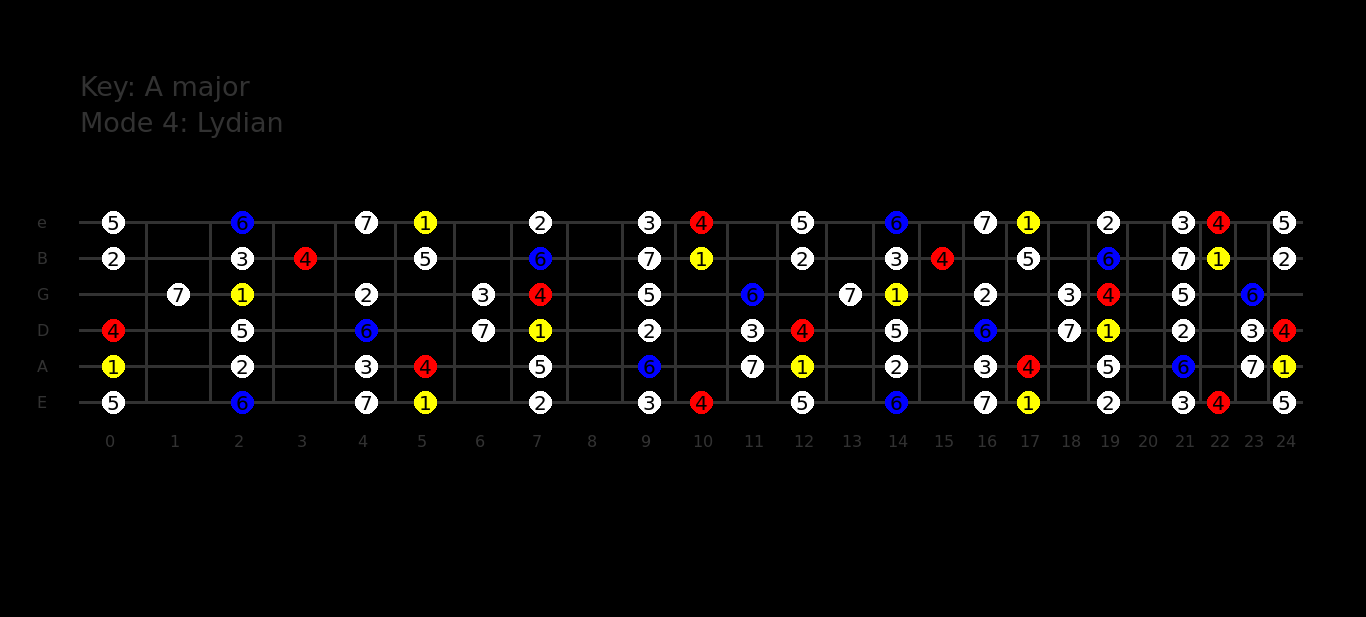 Key: A major
Mode 4: Lydian
e 5 6 7 1 2 3 4 5 6 7 1 2 3 4 5
B 2 3 4 5 6 7 1 2 3 4 5 6 7 1 2
G 7 1 2 3 4 5 6 7 1 2 3 4 5 6
D 4 5 6 7 1 2 3 4 5 6 7 1 2 3 4
A 1 2 3 4 5 6 7 1 2 3 4 5 6 7 1
E 5 6 7 1 2 3 4 5 6 7 1 2 3 4 5
0 1 2 3 4 5 6 7 8 9 10 11 12 13 14 15 16 17 18 19 20 21 22 23 24